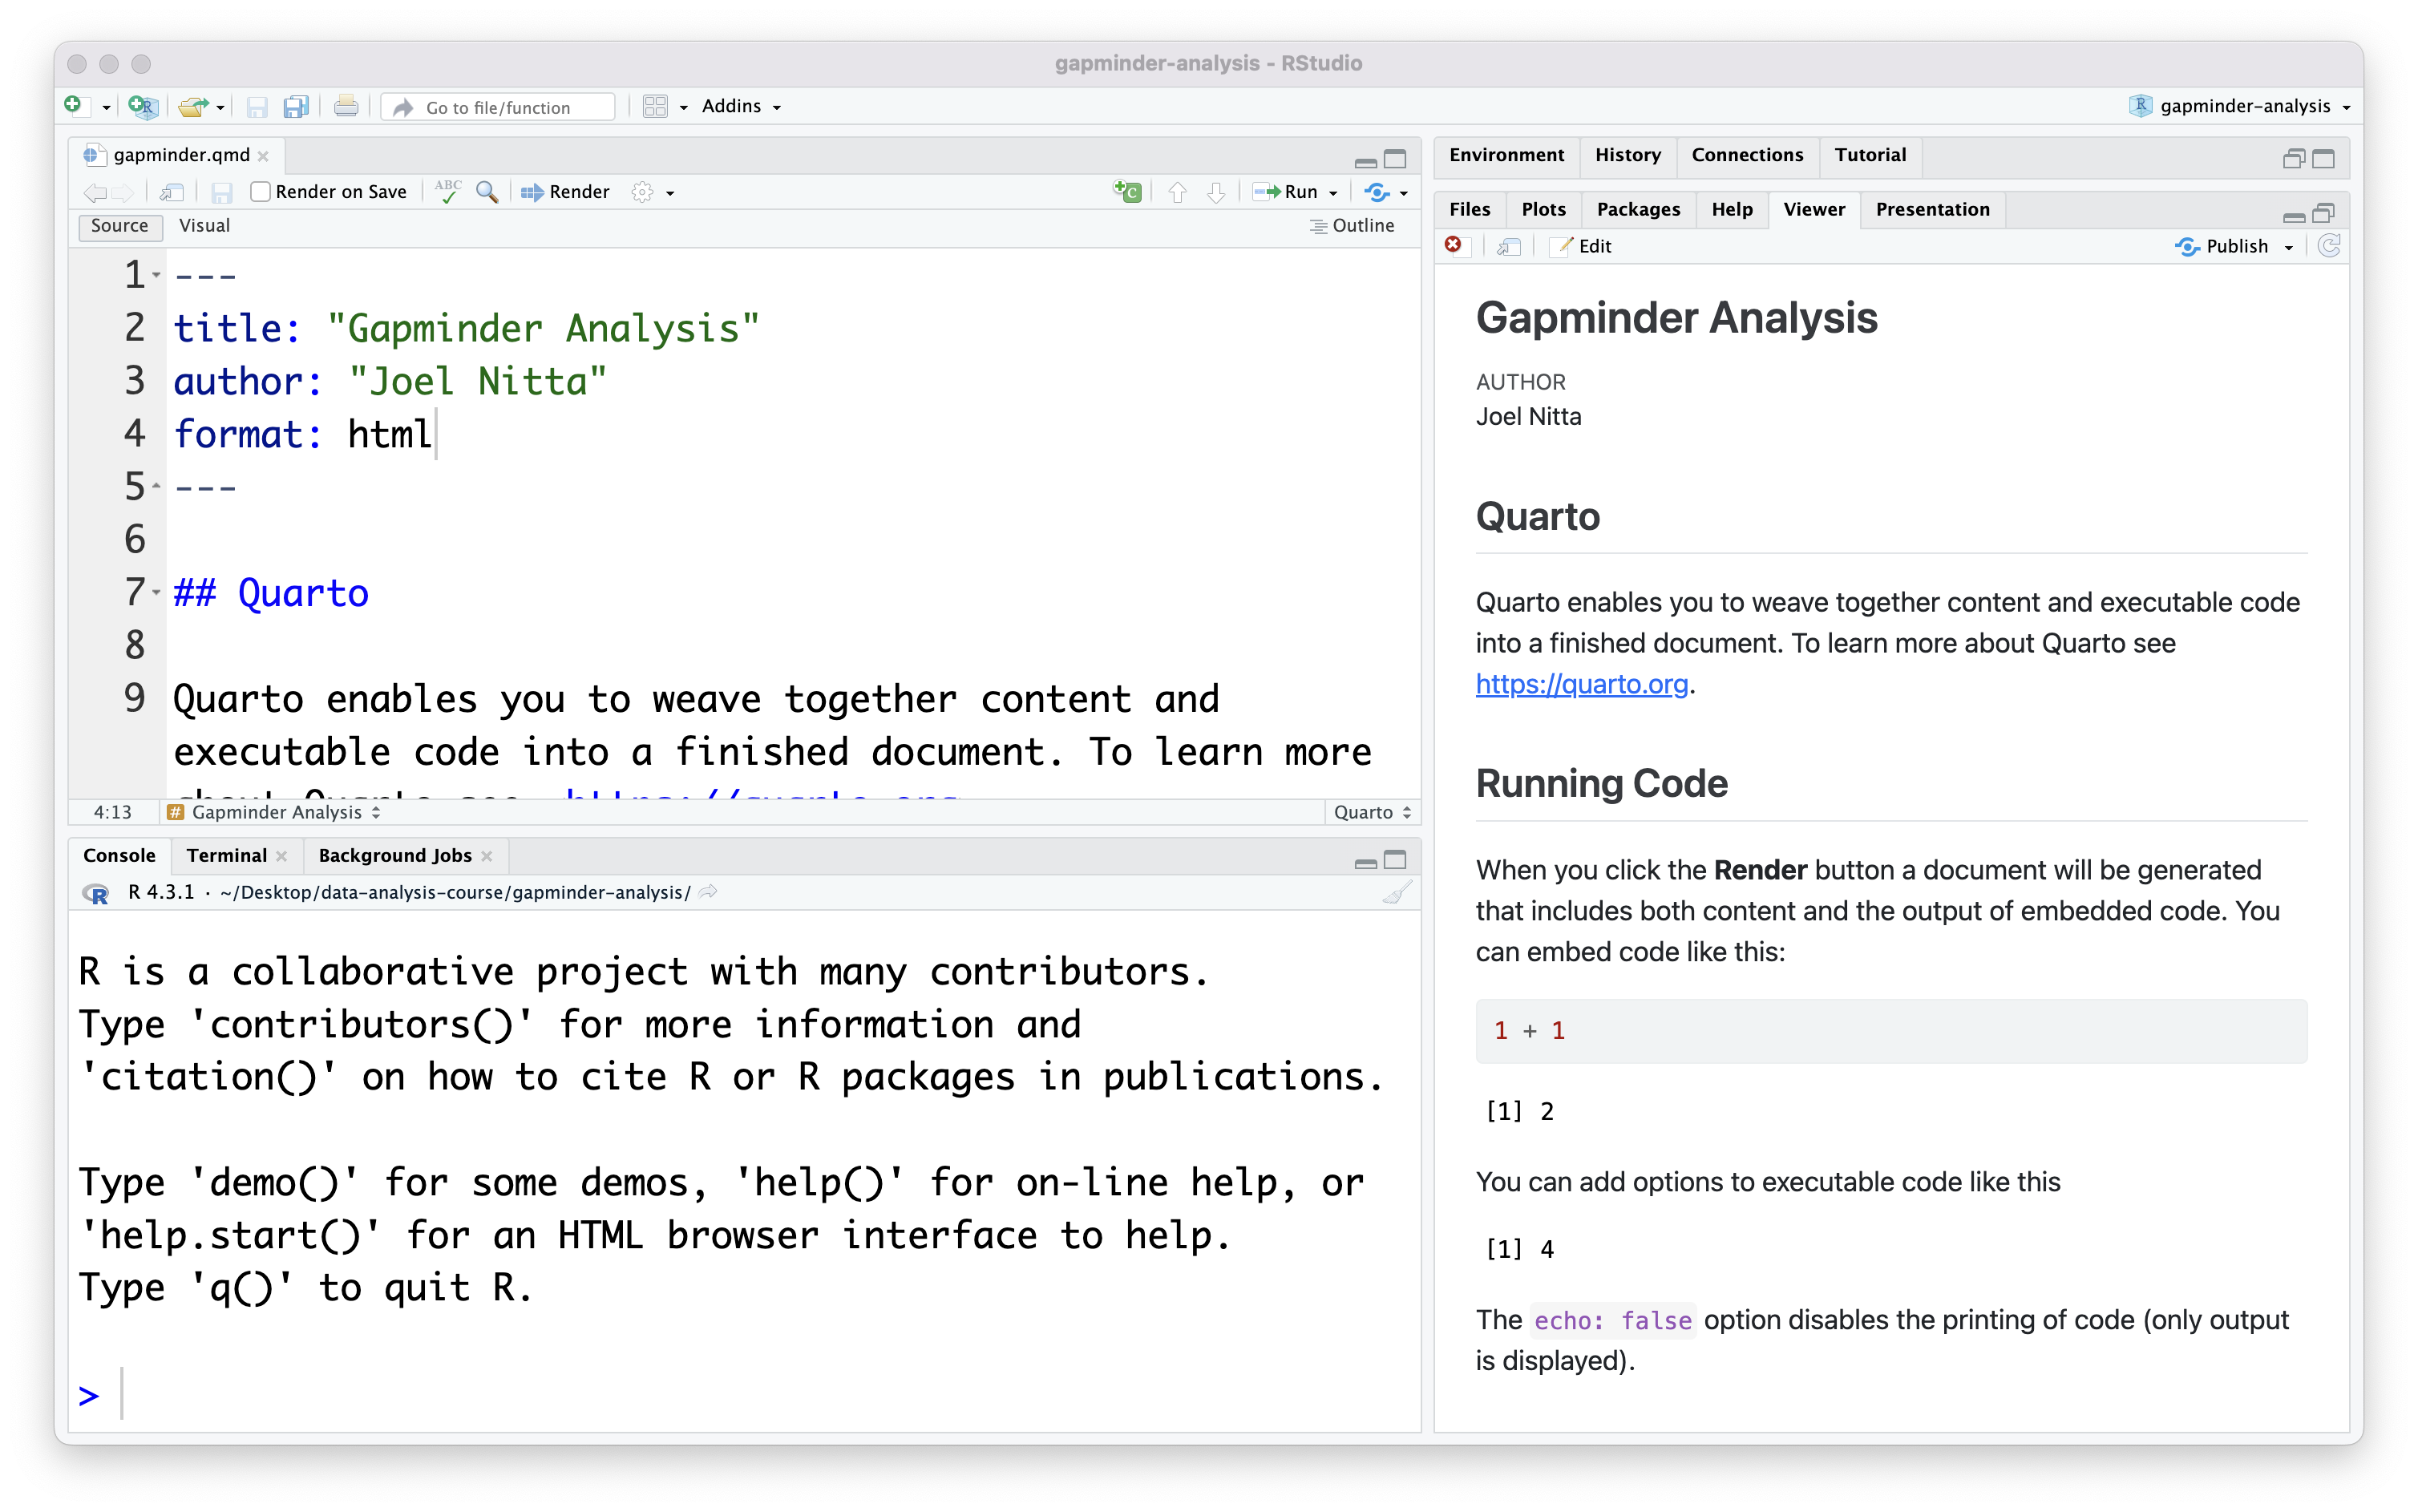 gapminder-analysis - RStudio
Go to file/function
Addins
gapminder-analysis
gapminder.qmd
Render on Save
ABC
Render
Run
Source
Visual
Outline
1 ---
2 title: "Gapminder Analysis"
3 author: "Joel Nitta"
4 format: html
5 ---
6
7 ## Quarto
8
9 Quarto enables you to weave together content and
executable code into a finished document. To learn more
about Quarto see <https://quarto.org>.
4:13
# Gapminder Analysis
Quarto
Console
Terminal
Background Jobs
R 4.3.1 · ~/Desktop/data-analysis-course/gapminder-analysis/
R is a collaborative project with many contributors.
Type 'contributors()' for more information and
'citation()' on how to cite R or R packages in publications.
Type 'demo()' for some demos, 'help()' for on-line help, or
'help.start()' for an HTML browser interface to help.
Type 'q()' to quit R.
>
Environment
History
Connections
Tutorial
Files
Plots
Packages
Help
Viewer
Presentation
Edit
Publish
Gapminder Analysis
AUTHOR
Joel Nitta
Quarto
Quarto enables you to weave together content and executable code
into a finished document. To learn more about Quarto see
https://quarto.org.
Running Code
When you click the Render button a document will be generated
that includes both content and the output of embedded code. You
can embed code like this:
1 + 1
[1] 2
You can add options to executable code like this
[1] 4
The echo: false option disables the printing of code (only output
is displayed).